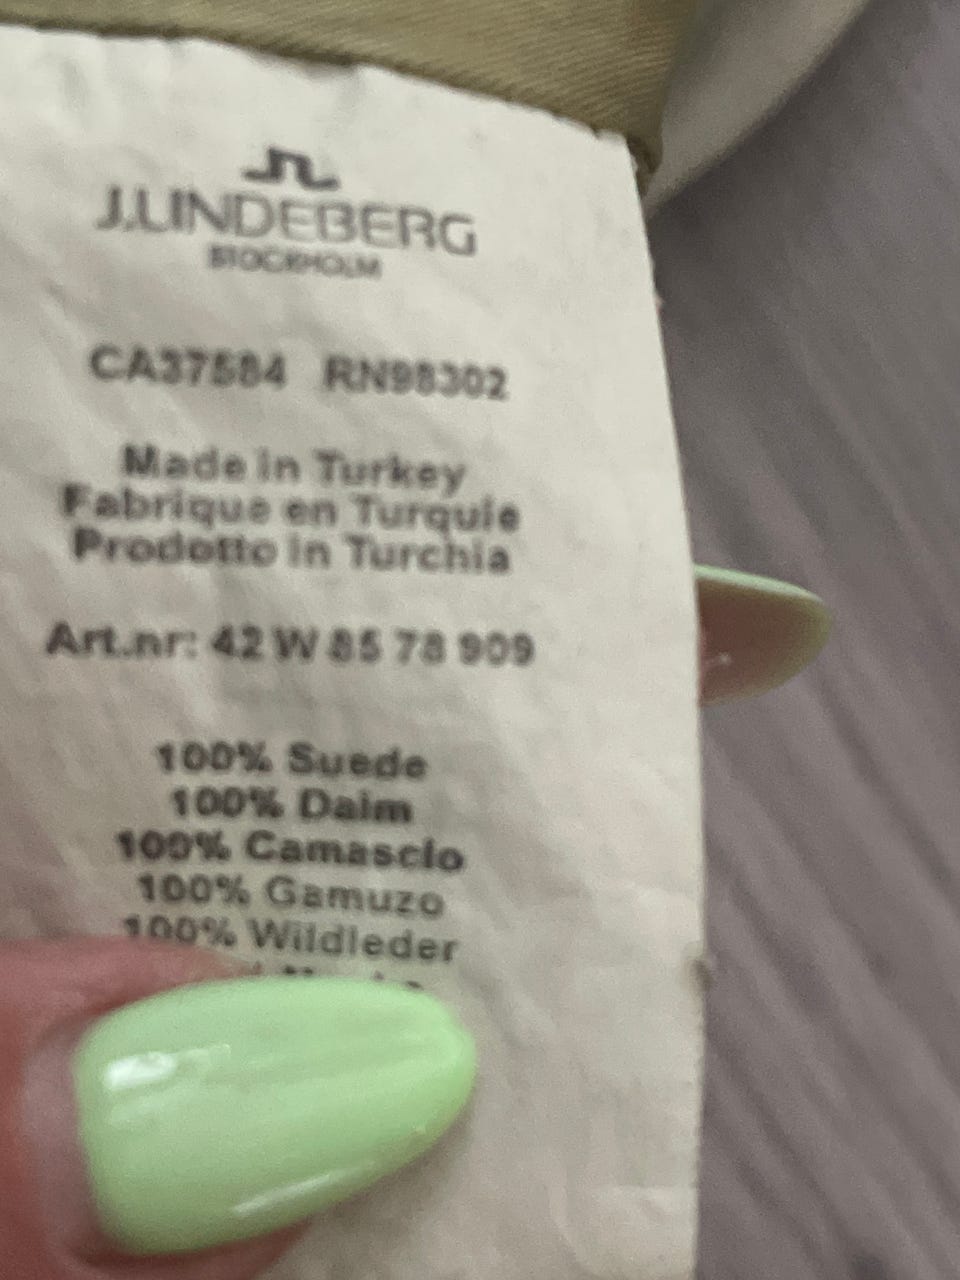 J.LINDEBERG
STOCKHOLM
CA37584 RN98302
Made in Turkey
Fabrique en Turquie
Prodotto in Turchia
Art.nr: 42 W 85 78 909
100% Suede
100% Daim
100% Camascio
100% Gamuzo
100% Wildleder